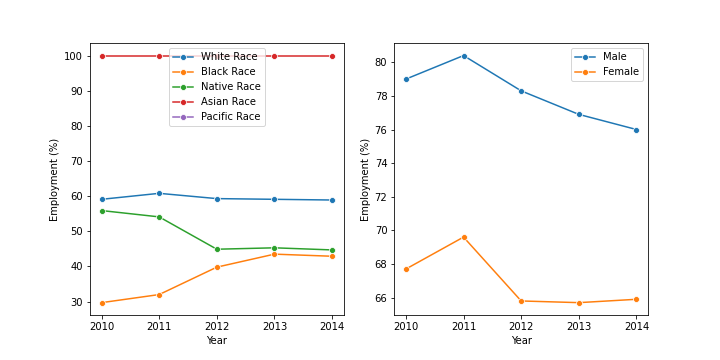 100
90
80
70
60
50
40
30
Employment (%)
2010 2011 2012 2013 2014
Year
White Race
Black Race
Native Race
Asian Race
Pacific Race
80
78
76
74
72
70
68
66
Employment (%)
2010 2011 2012 2013 2014
Year
Male
Female